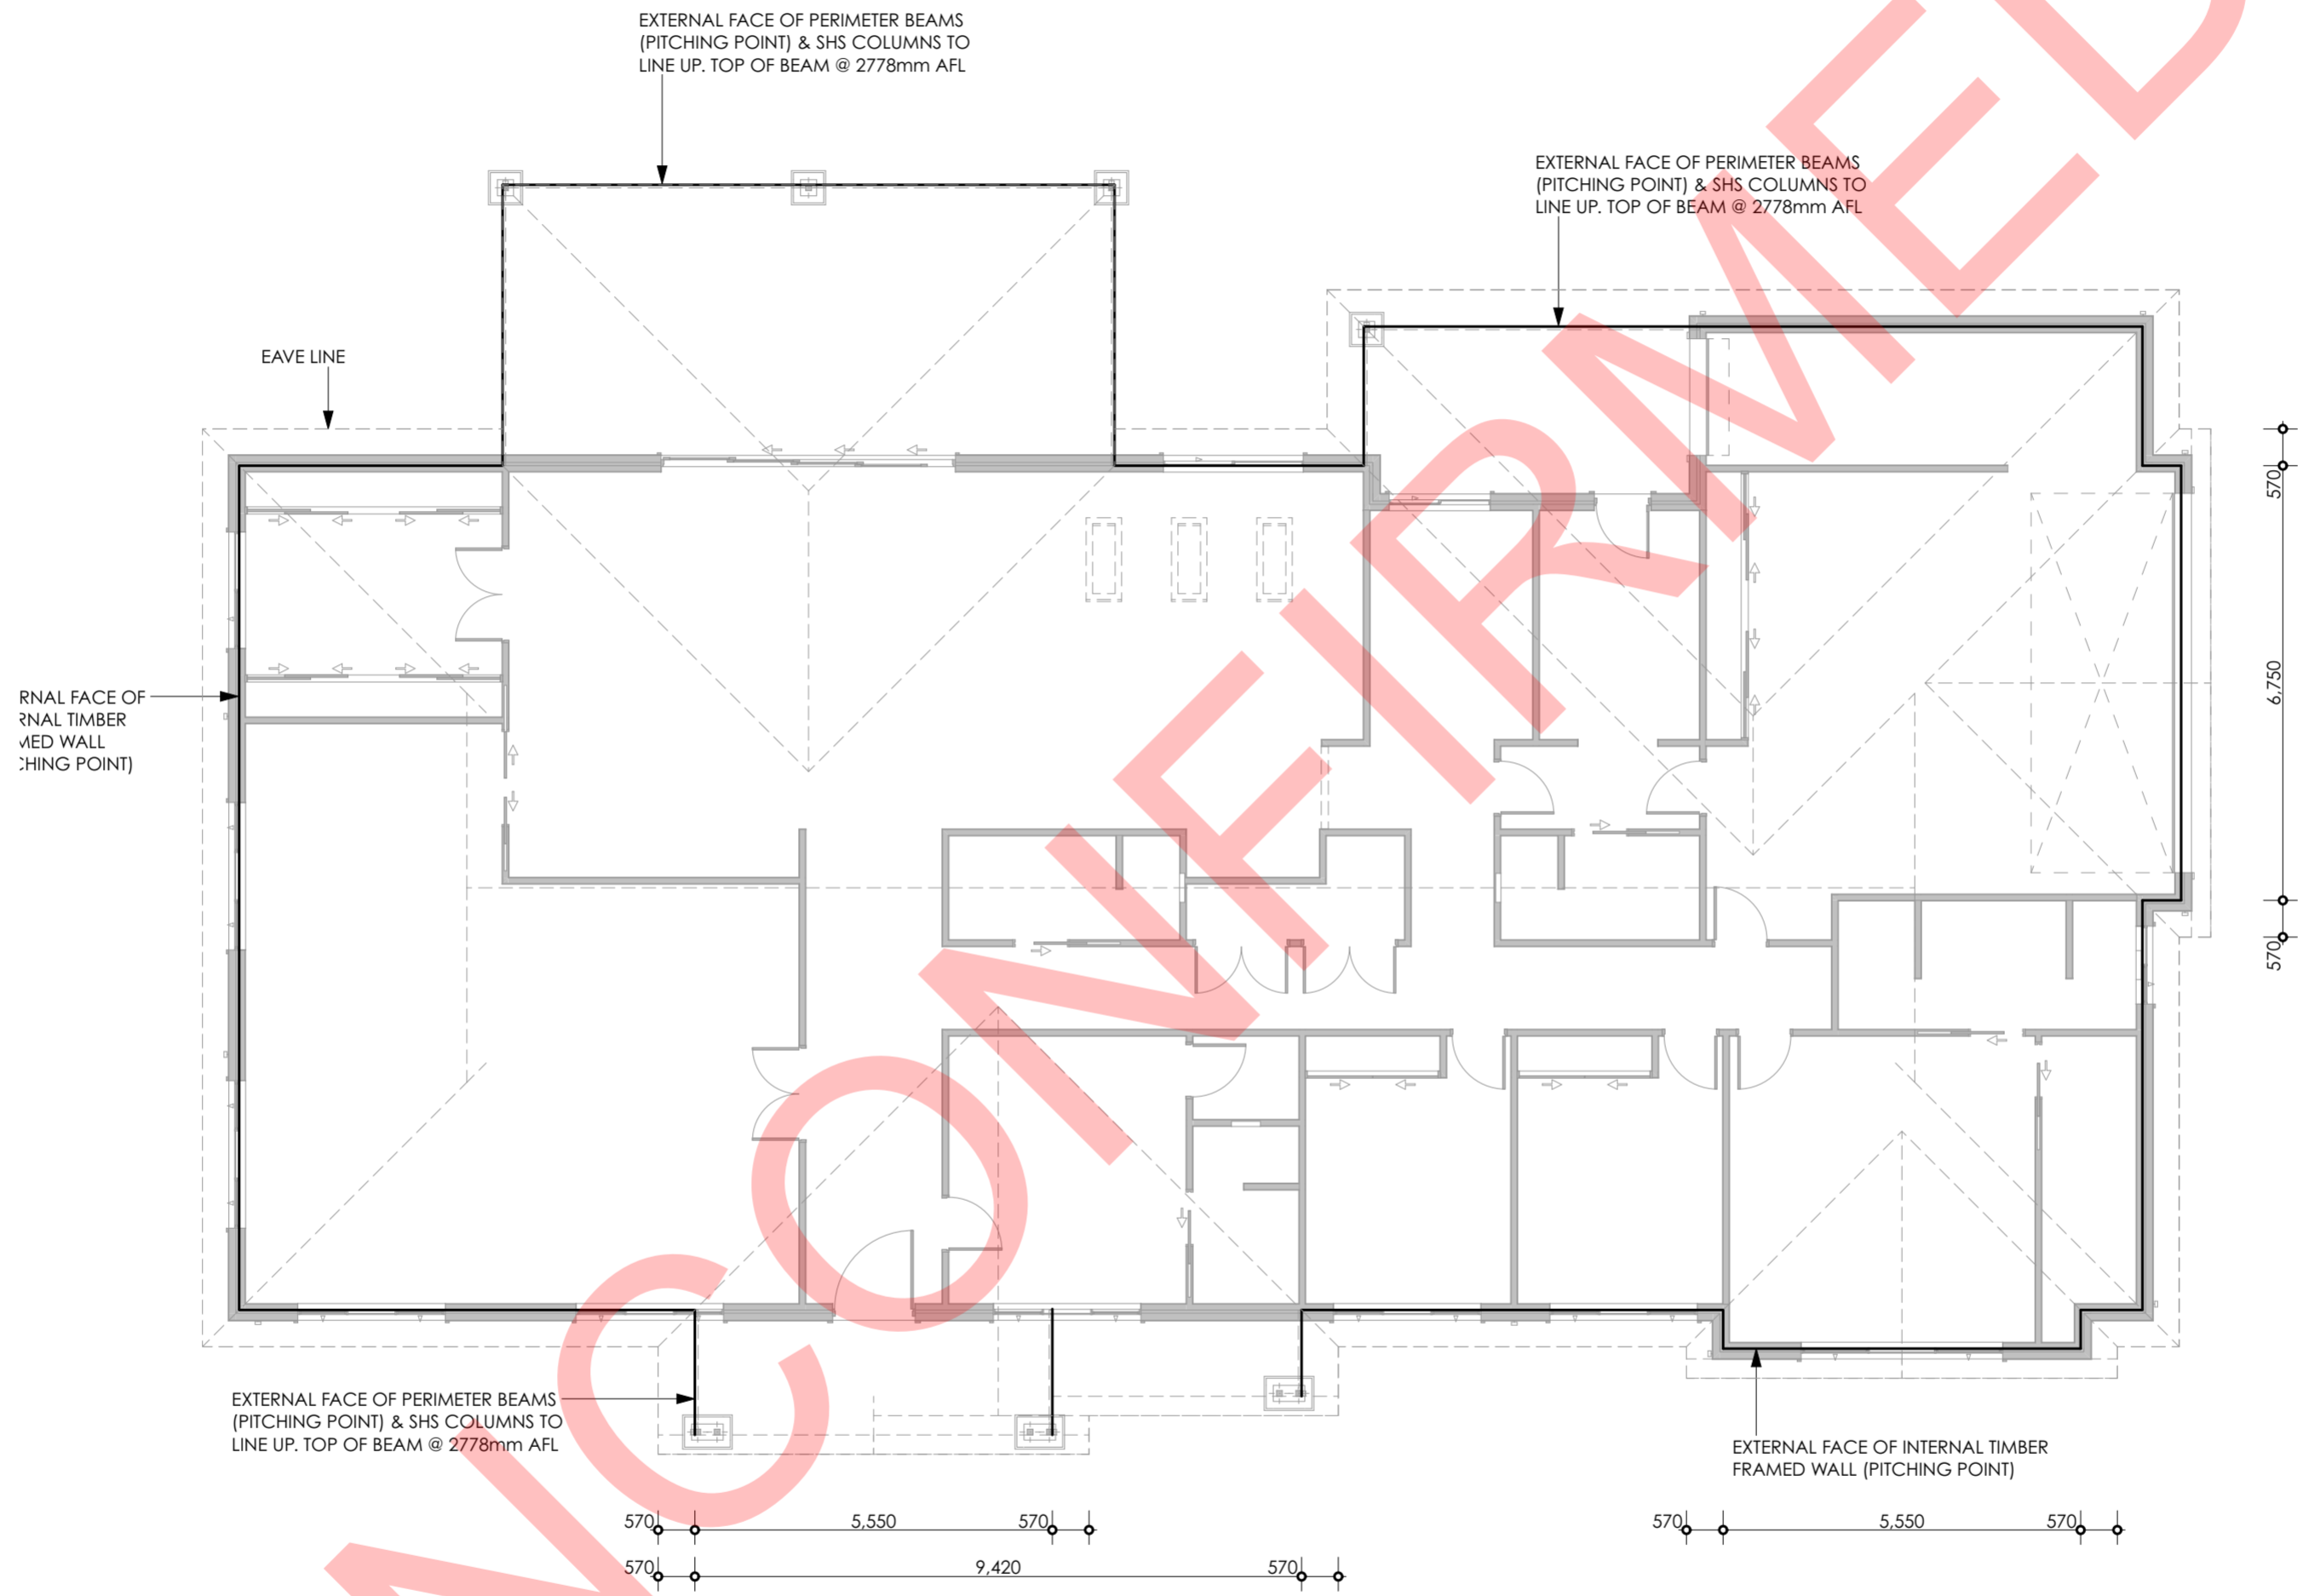 EXTERNAL FACE OF PERIMETER BEAMS
(PITCHING POINT) & SHS COLUMNS TO
LINE UP. TOP OF BEAM @ 2778mm AFL
EXTERNAL FACE OF PERIMETER BEAMS
(PITCHING POINT) & SHS COLUMNS TO
LINE UP. TOP OF BEAM @ 2778mm AFL
EAVE LINE
570
6,750
570
RNAL FACE OF
RNAL TIMBER
MED WALL
CHING POINT)
EXTERNAL FACE OF PERIMETER BEAMS
(PITCHING POINT) & SHS COLUMNS TO
LINE UP. TOP OF BEAM @ 2778mm AFL
EXTERNAL FACE OF INTERNAL TIMBER
FRAMED WALL (PITCHING POINT)
570 5,550 570
570 9,420 570
570 5,550 570
NCONFIRMED